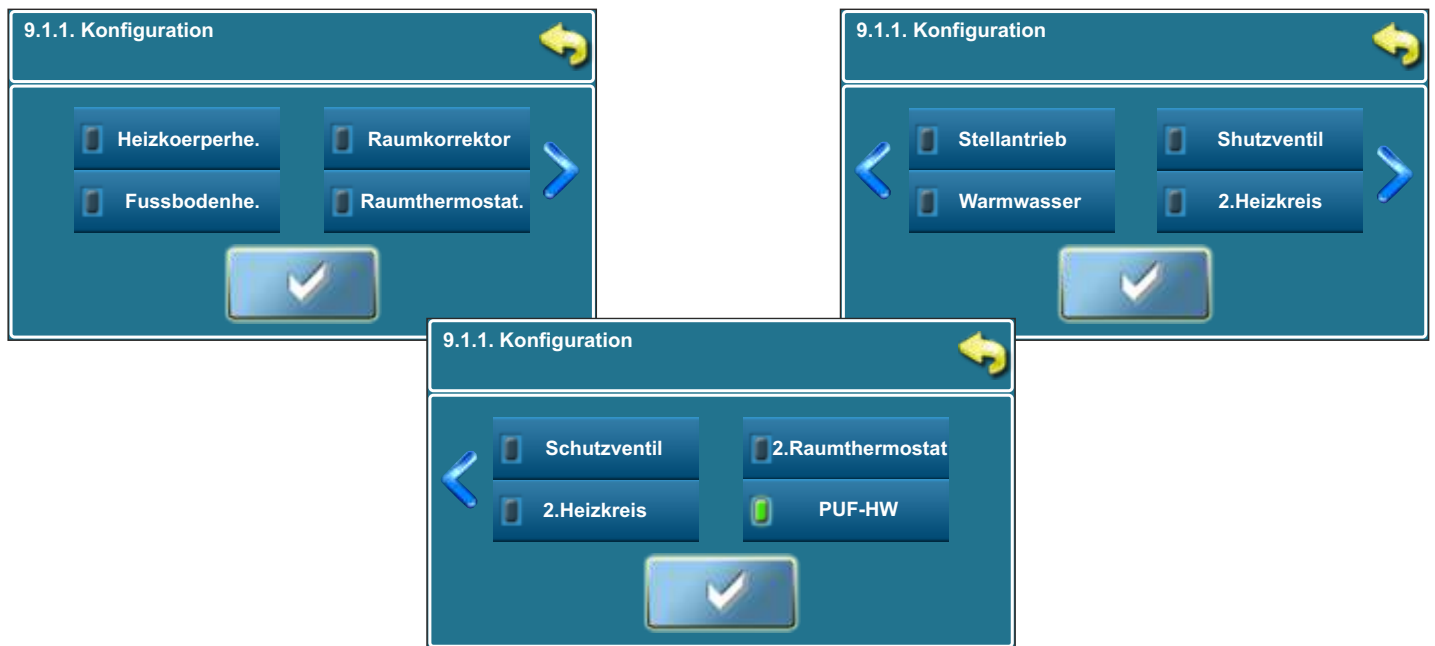 9.1.1. Konfiguration
Heizkoerperhe.
Raumkorrektor
Fussbodenhe.
Raumthermostat.
9.1.1. Konfiguration
Stellantrieb
Shutzventil
Warmwasser
2.Heizkreis
9.1.1. Konfiguration
Schutzventil
2.Raumthermostat
2.Heizkreis
PUF-HW